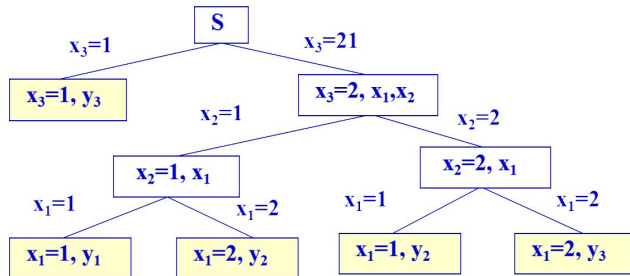 S
x₃=1
x₃=21
x₃=1, y₃
x₃=2, x₁,x₂
x₂=1
x₂=2
x₂=1, x₁
x₂=2, x₁
x₁=1
x₁=2
x₁=1
x₁=2
x₁=1, y₁
x₁=2, y₂
x₁=1, y₂
x₁=2, y₃